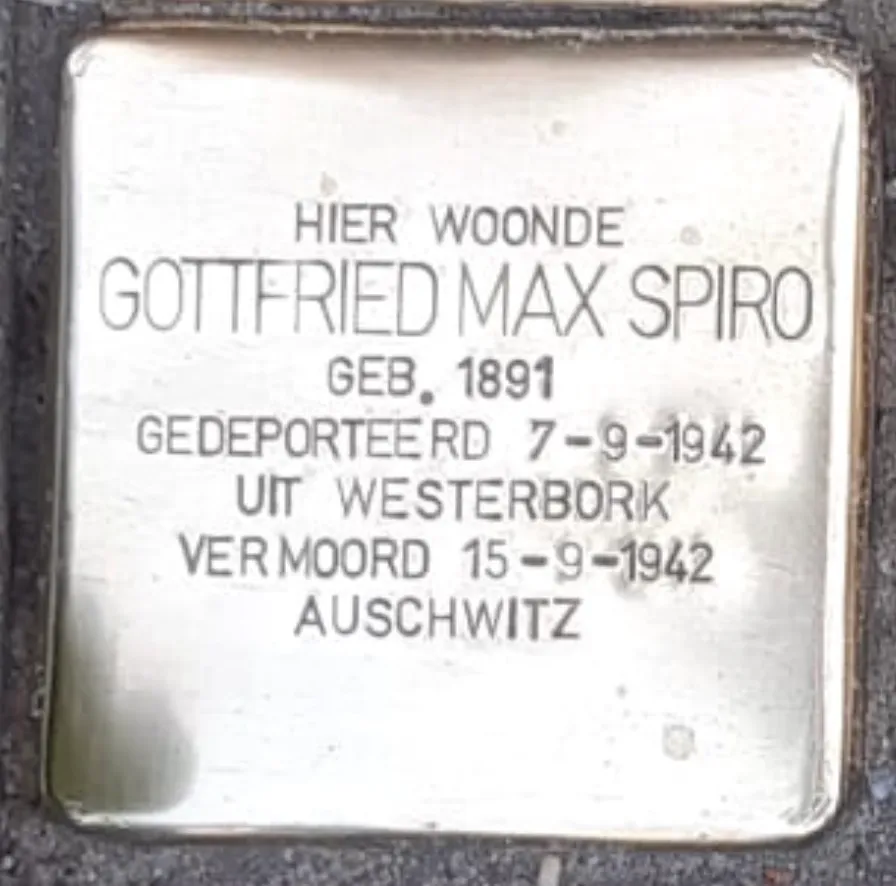 HIER WOONDE
GOTTFRIED MAX SPIRO
GEB. 1891
GEDEPORTEERD 7-9-1942
UIT WESTERBORK
VERMOORD 15-9-1942
AUSCHWITZ